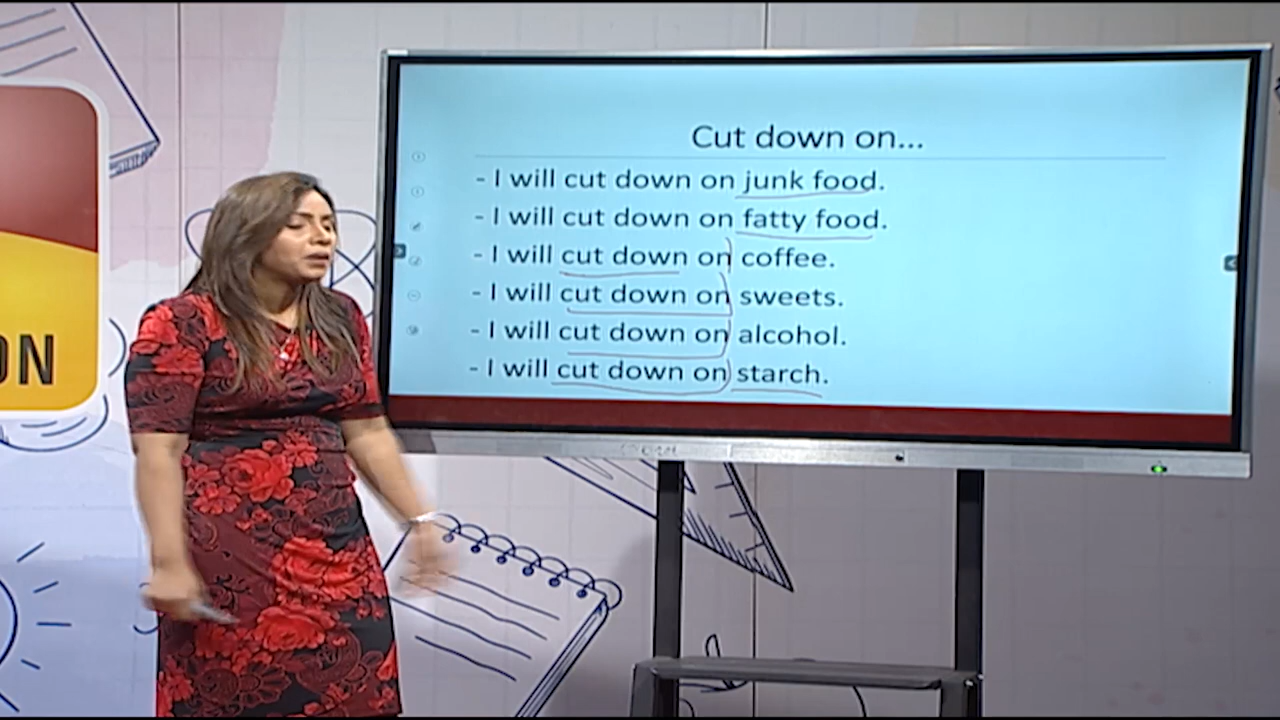 Cut down on...
- I will cut down on junk food.
- I will cut down on fatty food.
- I will cut down on coffee.
- I will cut down on sweets.
- I will cut down on alcohol.
- I will cut down on starch.
ON